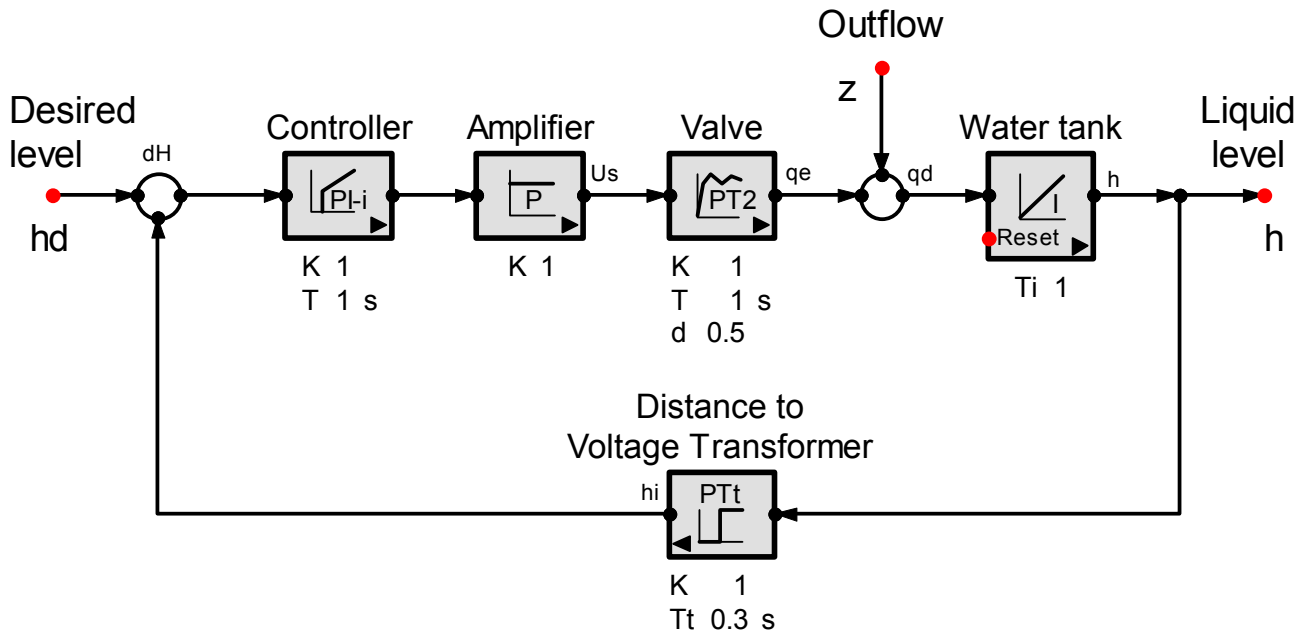 Outflow
z
Desired
level
hd
dH
Controller
PI-i
K 1
T 1 s
Amplifier
P
K 1
Us
Valve
PT2
K 1
T 1 s
d 0.5
qe
qd
Water tank
I
Reset
Ti 1
h
Liquid
level
h
Distance to
Voltage Transformer
hi
PTt
K 1
Tt 0.3 s